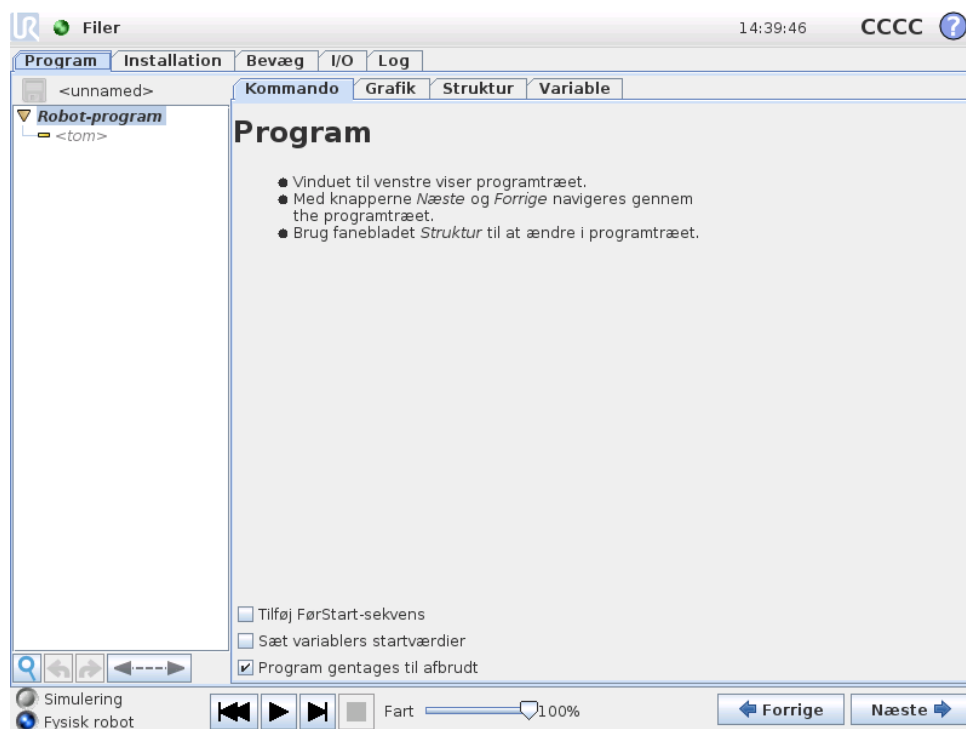 UR Filer 14:39:46 CCCC ?
Program Installation Bevæg I/O Log
<unnamed>
Kommando Grafik Struktur Variable
Robot-program
<tom>
Program
Vinduet til venstre viser programtræet.
Med knapperne Næste og Forrige navigeres gennem
the programtræet.
Brug fanebladet Struktur til at ændre i programtræet.
Tilføj FørStart-sekvens
Sæt variablers startværdier
Program gentages til afbrudt
Simulering
Fysisk robot
Fart 100%
Forrige Næste